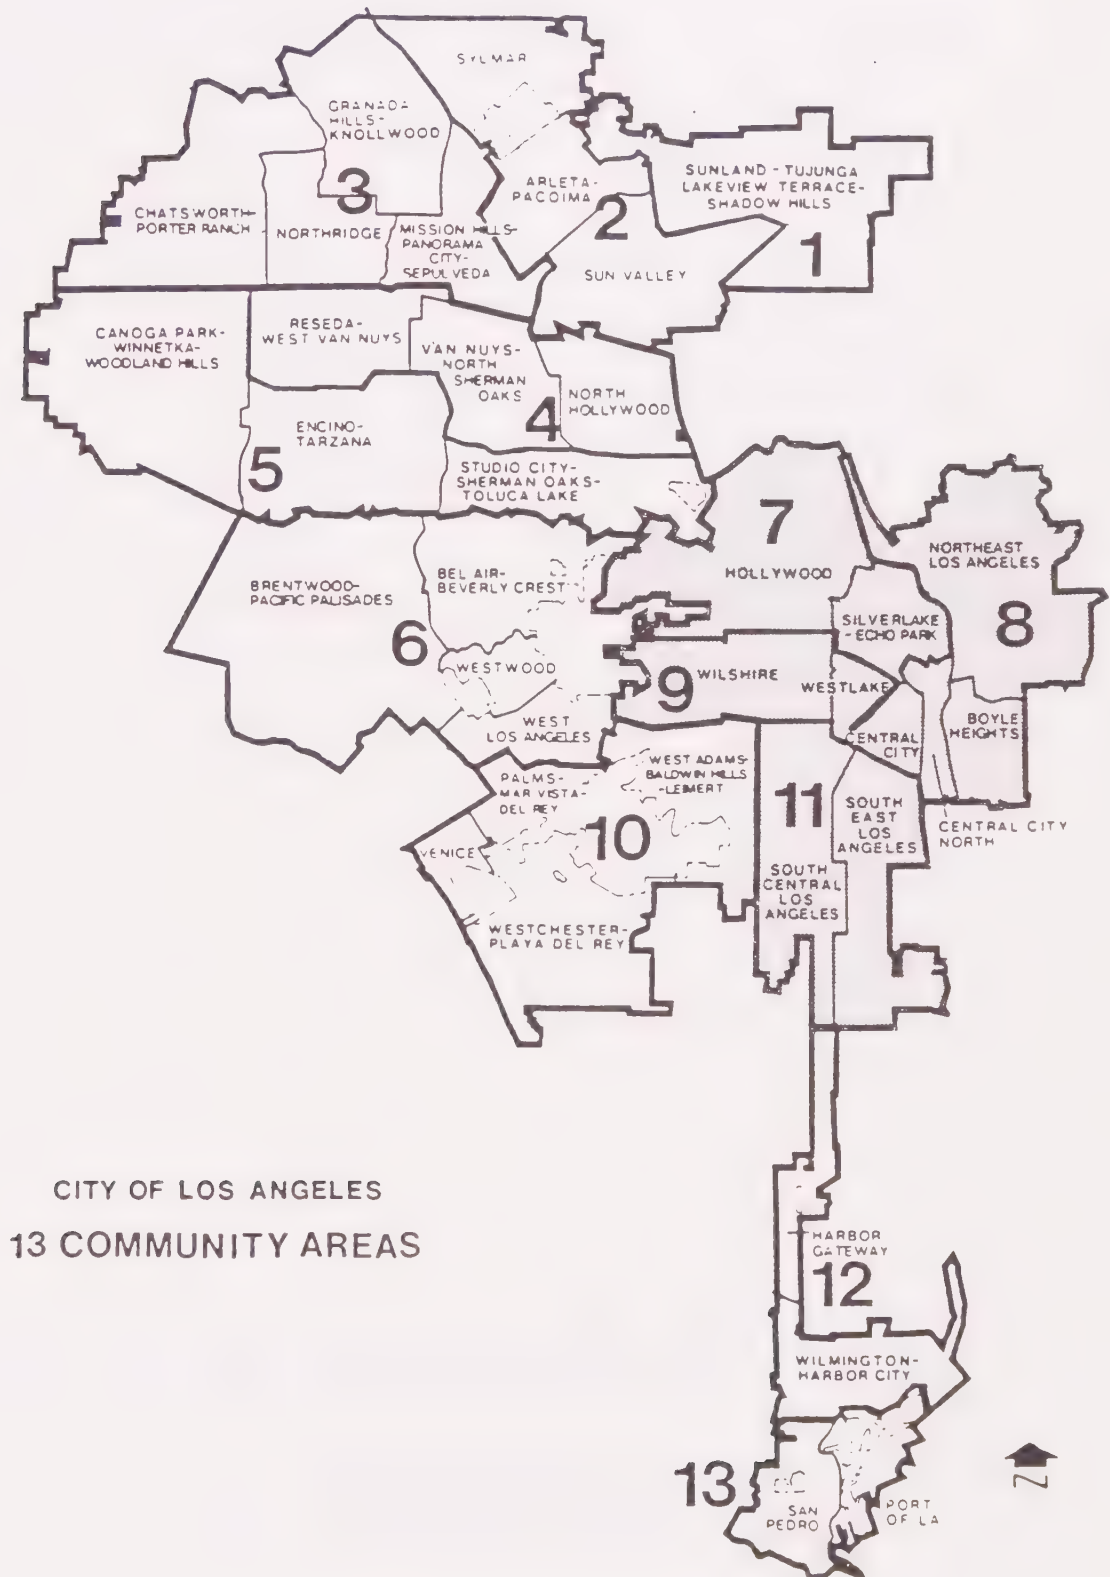 SYLMAR
GRANADA
HILLS-
KNOLLWOOD
3
ARLETA-
PACOIMA
2
SUNLAND - TUJUNGA
LAKEVIEW TERRACE-
SHADOW HILLS
1
CHATSWORTH-
PORTER RANCH
NORTHRIDGE
MISSION HILLS-
PANORAMA
CITY-
SEPULVEDA
SUN VALLEY
CANOGA PARK-
WINNETKA-
WOODLAND HILLS
RESEDA-
WEST VAN NUYS
VAN NUYS-
NORTH
SHERMAN
OAKS
4
NORTH
HOLLYWOOD
ENCINO-
TARZANA
5
STUDIO CITY-
SHERMAN OAKS-
TOLUCA LAKE
7
HOLLYWOOD
NORTHEAST
LOS ANGELES
8
BRENTWOOD-
PACIFIC PALISADES
BEL AIR-
BEVERLY CREST
6
SILVERLAKE
- ECHO PARK
WESTWOOD
9
WILSHIRE
WESTLAKE
WEST
LOS ANGELES
CENTRAL
CITY
BOYLE
HEIGHTS
PALMS-
MAR VISTA-
DEL REY
WEST ADAMS-
BALDWIN HILLS
-LEIMERT
10
11
SOUTH
EAST
LOS
ANGELES
CENTRAL CITY
NORTH
VENICE
SOUTH
CENTRAL
LOS
ANGELES
WESTCHESTER-
PLAYA DEL REY
CITY OF LOS ANGELES
13 COMMUNITY AREAS
HARBOR
GATEWAY
12
WILMINGTON-
HARBOR CITY
13
SAN
PEDRO
PORT
OF LA
N